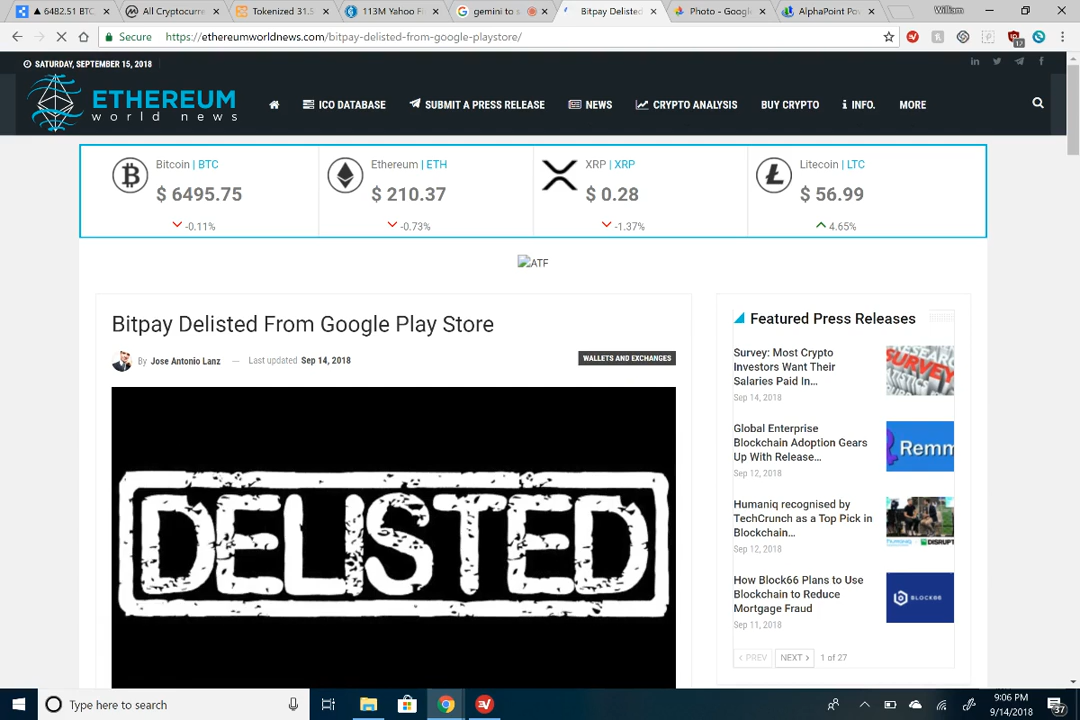 ▲ 6482.51 BTC
All Cryptocurre
Tokenized 31.5
113M Yahoo F
gemini to s
Bitpay Delisted
Photo - Goog
AlphaPoint Po
William
Secure
https://ethereumworldnews.com/bitpay-delisted-from-google-playstore/
12
SATURDAY, SEPTEMBER 15, 2018
ETHEREUM
world news
ICO DATABASE
SUBMIT A PRESS RELEASE
NEWS
CRYPTO ANALYSIS
BUY CRYPTO
INFO.
MORE
Bitcoin | BTC
$ 6495.75
-0.11%
Ethereum | ETH
$ 210.37
-0.73%
XRP | XRP
$ 0.28
-1.37%
Litecoin | LTC
$ 56.99
4.65%
ATF
Bitpay Delisted From Google Play Store
By Jose Antonio Lanz — Last updated Sep 14, 2018
WALLETS AND EXCHANGES
DELISTED
Featured Press Releases
Survey: Most Crypto
Investors Want Their
Salaries Paid In...
Sep 14, 2018
SURVEY
Global Enterprise
Blockchain Adoption Gears
Up With Release...
Sep 12, 2018
Remm
Humaniq recognised by
TechCrunch as a Top Pick in
Blockchain...
Sep 12, 2018
DISRUPT
How Block66 Plans to Use
Blockchain to Reduce
Mortgage Fraud
Sep 11, 2018
BLOCK66
PREV
NEXT
1 of 27
Type here to search
9:06 PM
9/14/2018
37